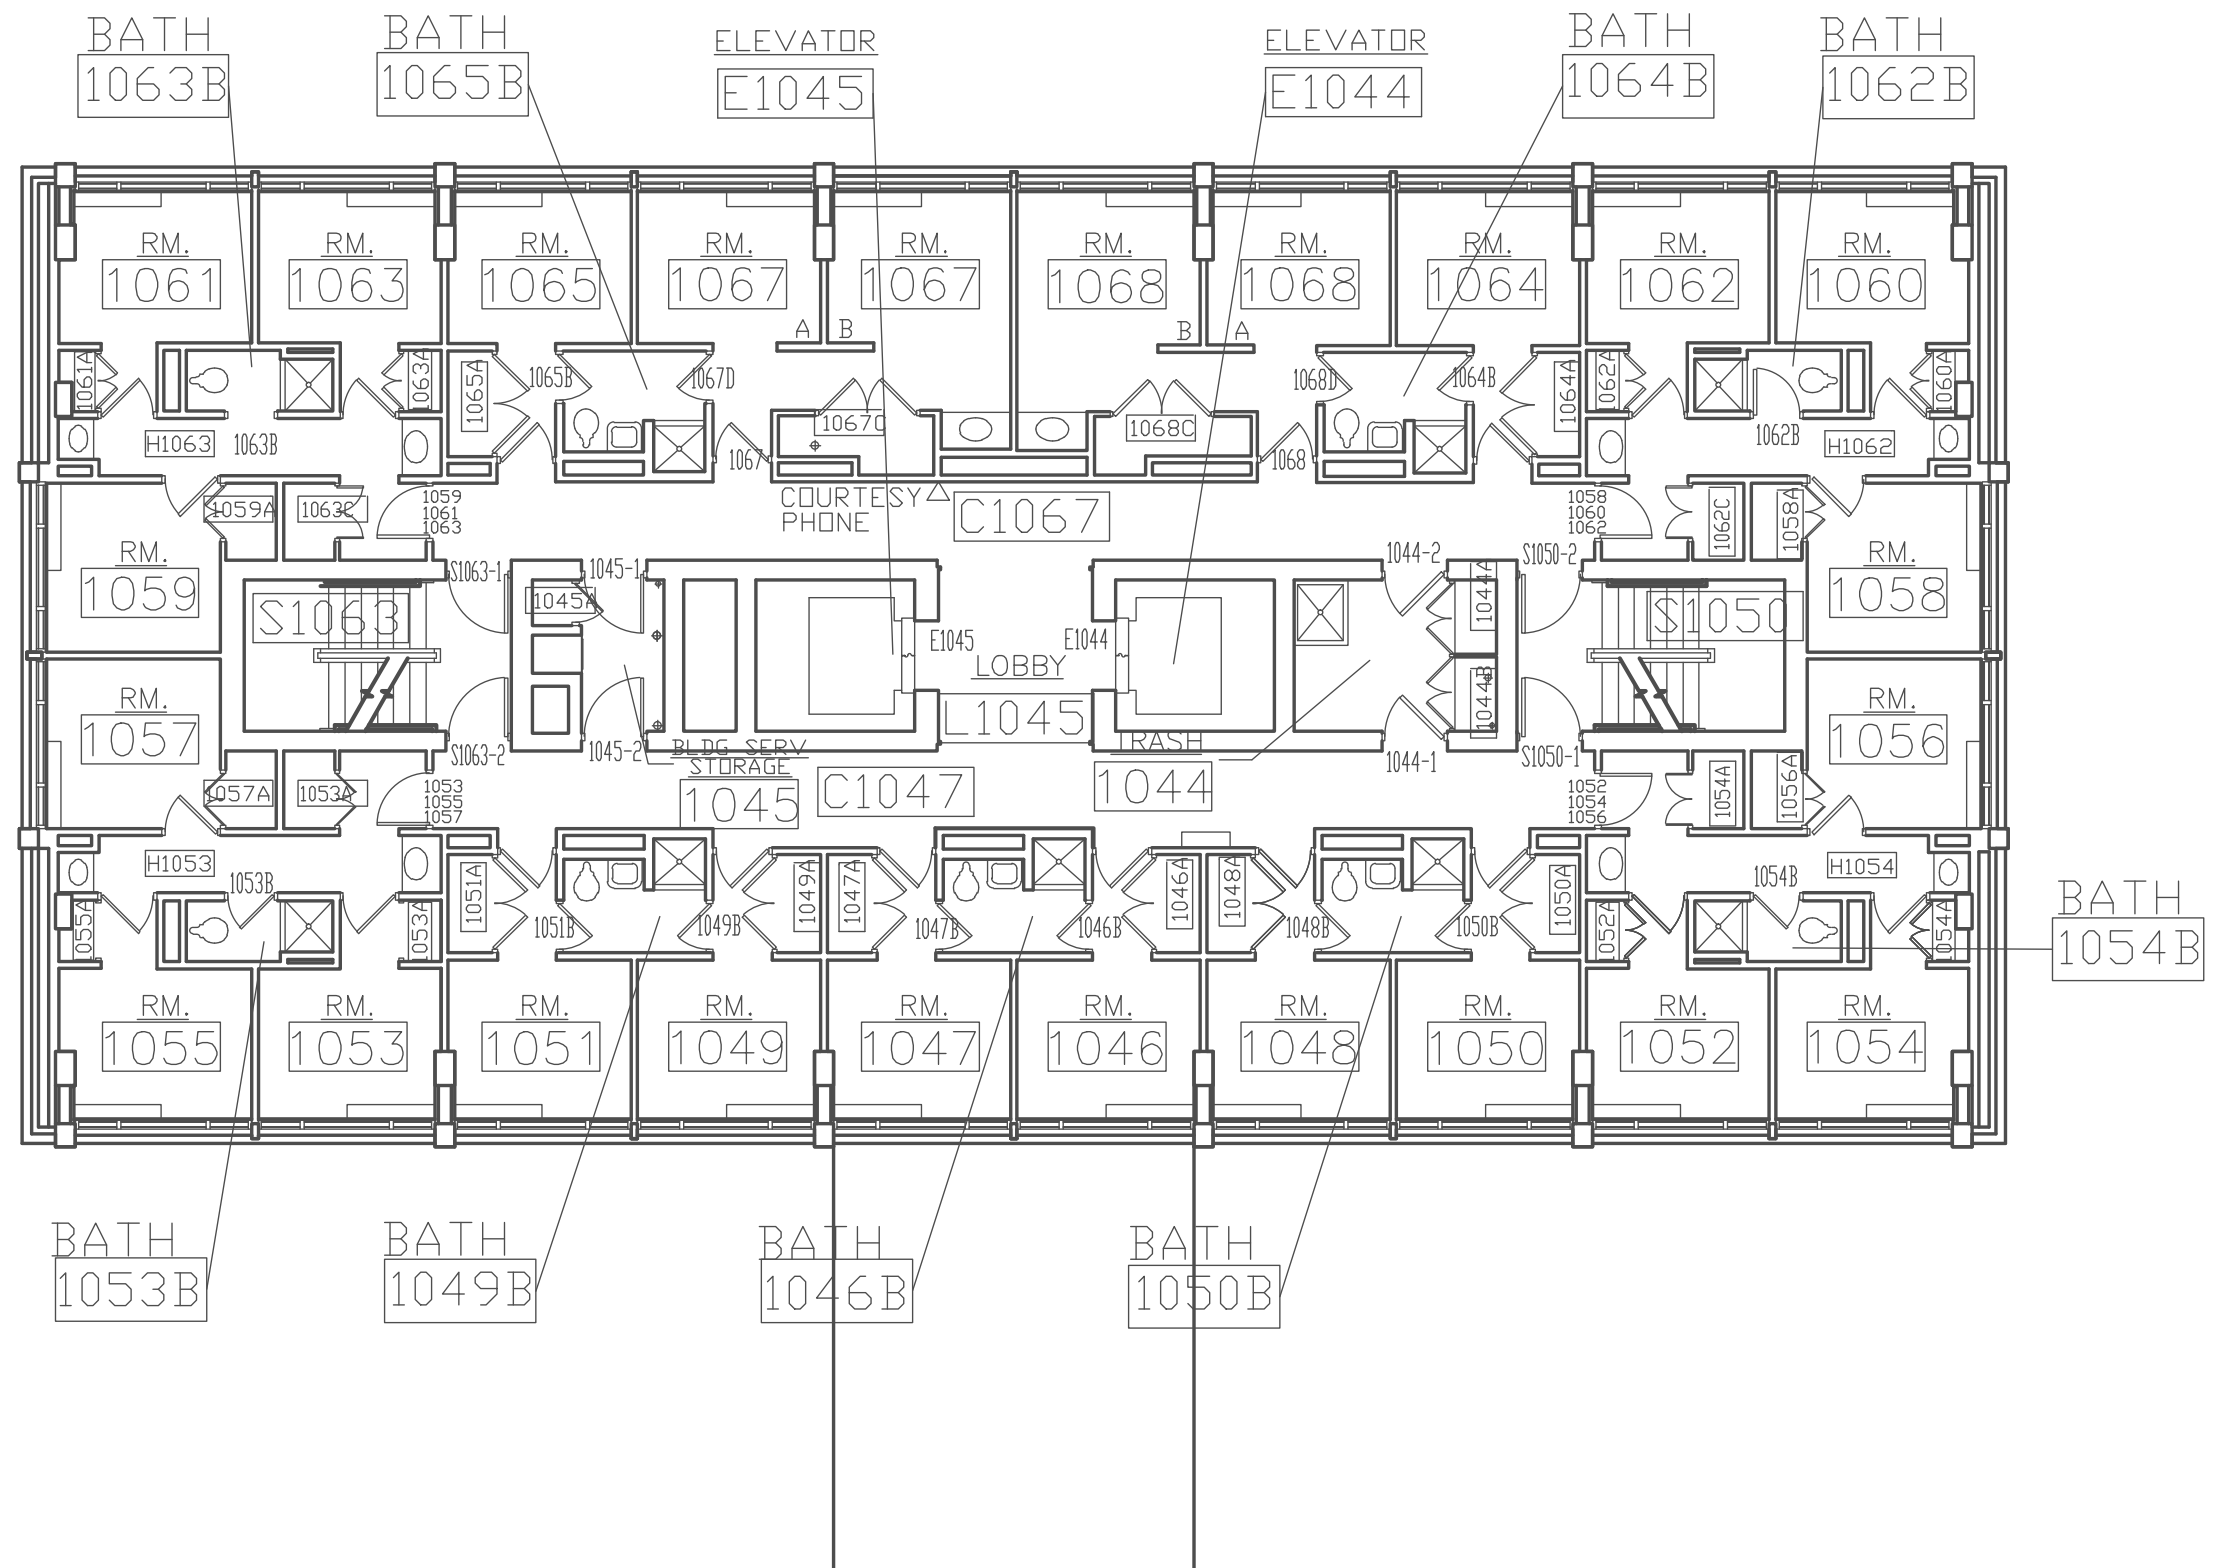 BATH
1063B
BATH
1065B
ELEVATOR
E1045
ELEVATOR
E1044
BATH
1064B
BATH
1062B
RM.
1061
RM.
1063
RM.
1065
RM.
1067
A
B
RM.
1067
RM.
1068
B
A
RM.
1068
RM.
1064
RM.
1062
RM.
1060
1061A
1063A
1065A
1065B
1067D
1068D
1064B
1064A
1062A
1060A
H1063
1063B
1067
1067C
1068C
1068
1062B
H1062
1059A
1063C
1059
1061
1063
COURTESY
PHONE
C1067
1058
1060
1062
1062C
1058A
RM.
1059
S1063
S1063-1
1045-1
1045A
E1045
LOBBY
E1044
L1045
1044-2
1044A
S1050-2
S1050
RM.
1058
RM.
1057
S1063-2
1045-2
BLDG SERV
STORAGE
1045
C1047
TRASH
1044
1044-1
1044B
S1050-1
RM.
1056
1057A
1053A
1053
1055
1057
1052
1054
1056
1054A
1056A
H1053
1053B
1055A
1053A
1051A
1051B
1049B
1049A
1047A
1047B
1046B
1046A
1048A
1048B
1050B
1050A
1054B
H1054
1052A
1054A
BATH
1054B
RM.
1055
RM.
1053
RM.
1051
RM.
1049
RM.
1047
RM.
1046
RM.
1048
RM.
1050
RM.
1052
RM.
1054
BATH
1053B
BATH
1049B
BATH
1046B
BATH
1050B